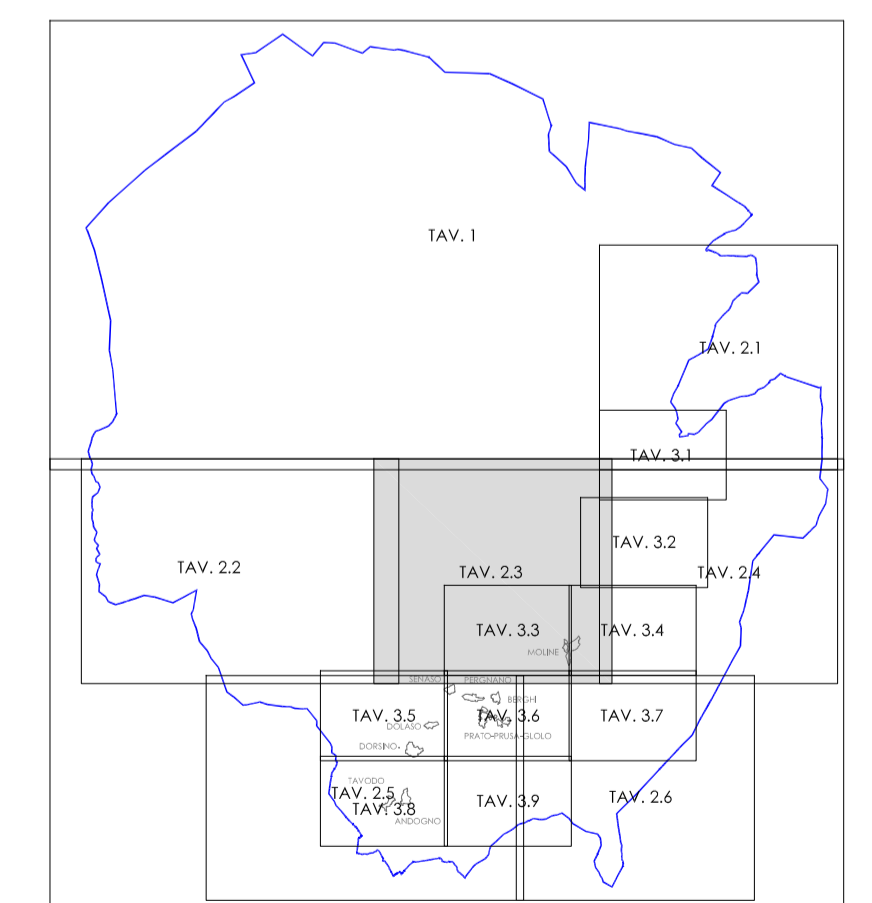 TAV. 1
TAV. 2.1
TAV. 3.1
TAV. 3.2
TAV. 2.2
TAV. 2.3
TAV. 2.4
TAV. 3.3
TAV. 3.4
MOLINE
SENASO
PERGNANO
BERGHI
TAV. 3.5
TAV. 3.6
TAV. 3.7
DOLASO
PRATO-PRUSA-GLOLO
DORSINO
TAVODO
TAV. 2.5
TAV. 2.6
TAV. 3.8
TAV. 3.9
ANDOGNO